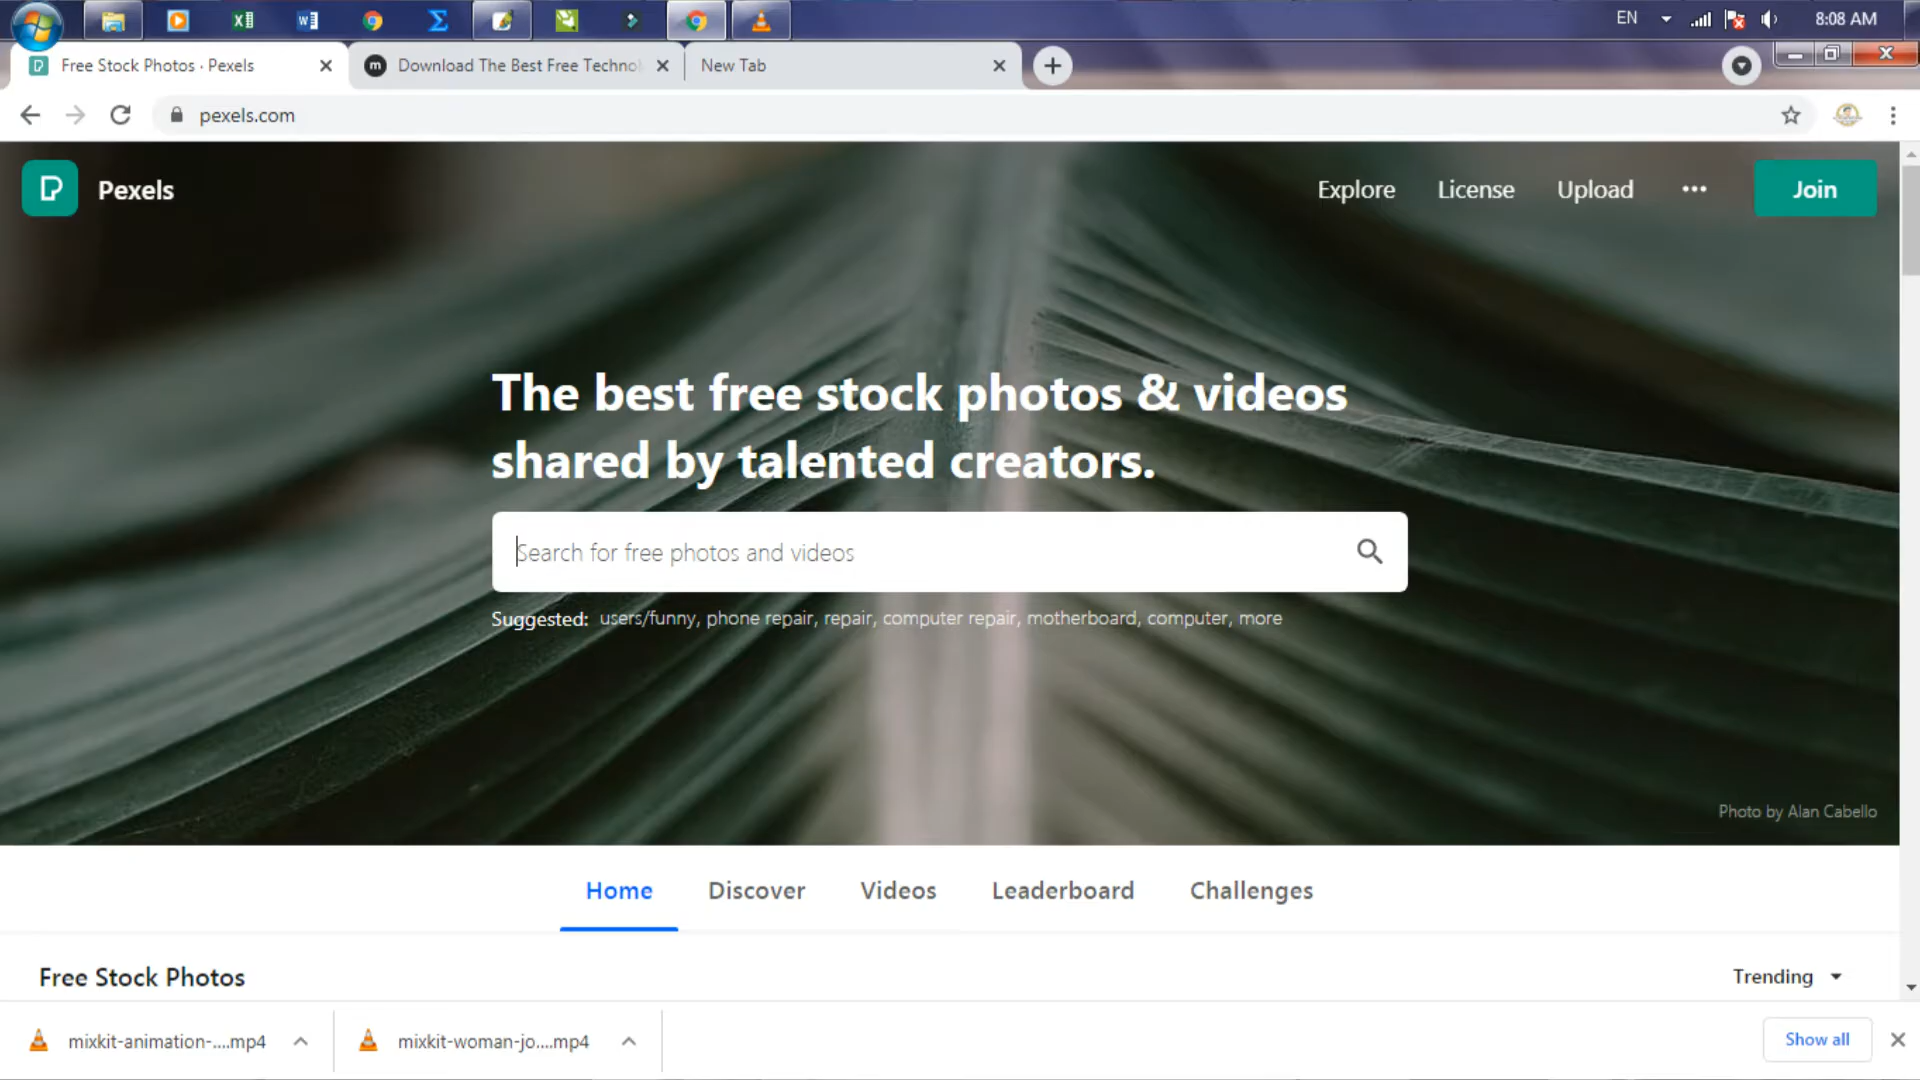 EN
8:08 AM
Free Stock Photos · Pexels
Download The Best Free Techno
New Tab
pexels.com
Pexels
Explore
License
Upload
Join
The best free stock photos & videos
shared by talented creators.
Search for free photos and videos
Suggested: users/funny, phone repair, repair, computer repair, motherboard, computer, more
Photo by Alan Cabello
Home
Discover
Videos
Leaderboard
Challenges
Free Stock Photos
Trending
mixkit-animation-....mp4
mixkit-woman-jo....mp4
Show all